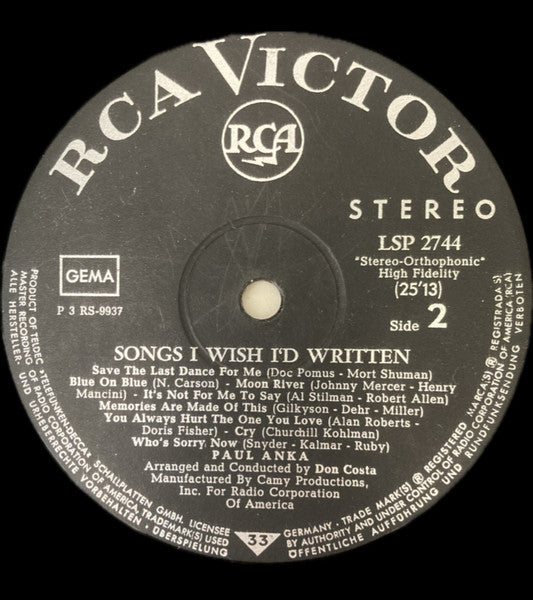 RCA VICTOR
RCA
STEREO
LSP 2744
"Stereo-Orthophonic"
High Fidelity
(25'13)
Side 2
GEMA
P 3 RS-9937
SONGS I WISH I'D WRITTEN
Save The Last Dance For Me (Doc Pomus - Mort Shuman)
Blue On Blue (N. Carson) - Moon River (Johnny Mercer - Henry
Mancini) - It's Not For Me To Say (Al Stilman - Robert Allen)
Memories Are Made Of This (Gilkyson - Dehr - Miller)
You Always Hurt The One You Love (Alan Roberts -
Doris Fisher) - Cry (Churchill Kohlman)
Who's Sorry Now (Snyder - Kalmar - Ruby)
PAUL ANKA
Arranged and Conducted by Don Costa
Manufactured By Camy Productions,
Inc. For Radio Corporation
Of America
33
PRODUCT OF TELDEC »TELEFUNKEN-DECCA« SCHALLPLATTEN GMBH. LICENSEE
MASTER RECORDING OF RADIO CORPORATION OF AMERICA, TRADEMARK(S) USED
ALLE HERSTELLER- UND URHEBERRECHTE VORBEHALTEN · ÜBERSPIELUNG
GERMANY · TRADE MARK(S) ® REGISTERED MARCA(S) ® REGISTRADA S)
BY AUTHORITY AND UNDER CONTROL OF RADIO CORPORATION OF AMERICA (RCA)
ÖFFENTLICHE AUFFÜHRUNG UND RUNDFUNKSENDUNG VERBOTEN